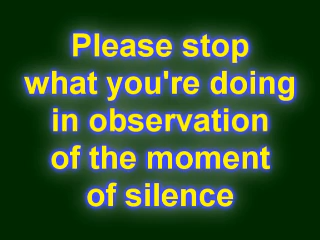 Please stop
what you're doing
in observation
of the moment
of silence